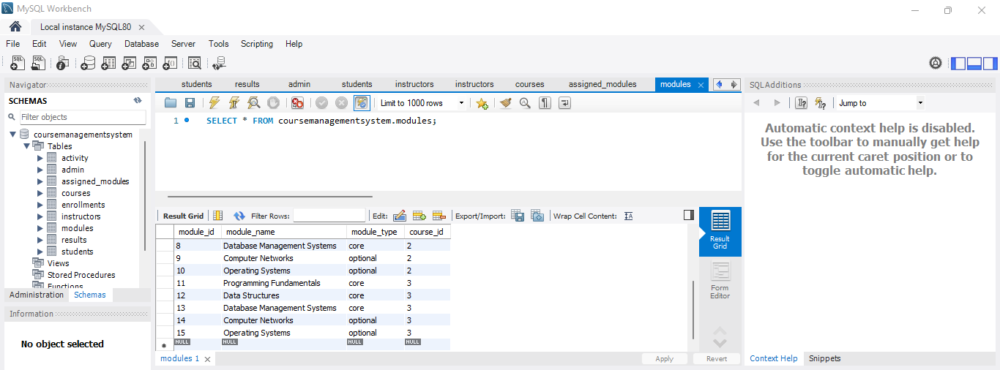 MySQL Workbench
Local instance MySQL80
File Edit View Query Database Server Tools Scripting Help
Navigator
SCHEMAS
Filter objects
coursemanagementsystem
Tables
activity
admin
assigned_modules
courses
enrollments
instructors
modules
results
students
Views
Stored Procedures
Functions
Administration Schemas
Information
No object selected
students results admin students instructors instructors courses assigned_modules modules
Limit to 1000 rows
1 SELECT * FROM coursemanagementsystem.modules;
Result Grid Filter Rows: Edit: Export/Import: Wrap Cell Content:
module_id module_name module_type course_id
8 Database Management Systems core 2
9 Computer Networks optional 2
10 Operating Systems optional 2
11 Programming Fundamentals core 3
12 Data Structures core 3
13 Database Management Systems core 3
14 Computer Networks optional 3
15 Operating Systems optional 3
NULL NULL NULL NULL
Result
Grid
Form
Editor
modules 1
Apply Revert
SQLAdditions
Jump to
Automatic context help is disabled.
Use the toolbar to manually get help
for the current caret position or to
toggle automatic help.
Context Help Snippets